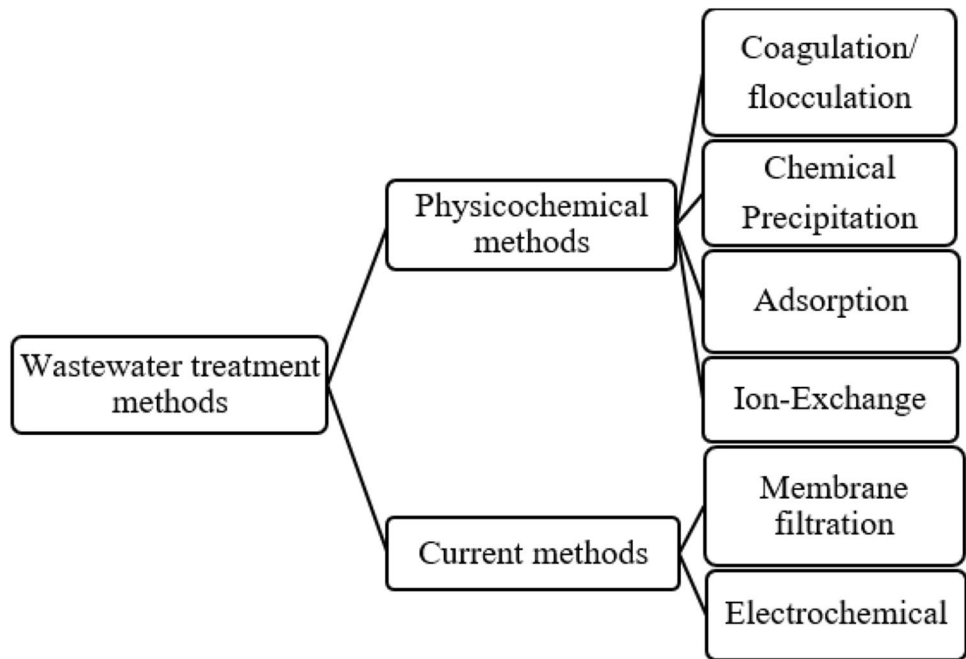 Coagulation/
flocculation
Chemical
Precipitation
Physicochemical
methods
Adsorption
Wastewater treatment
methods
Ion-Exchange
Membrane
filtration
Current methods
Electrochemical